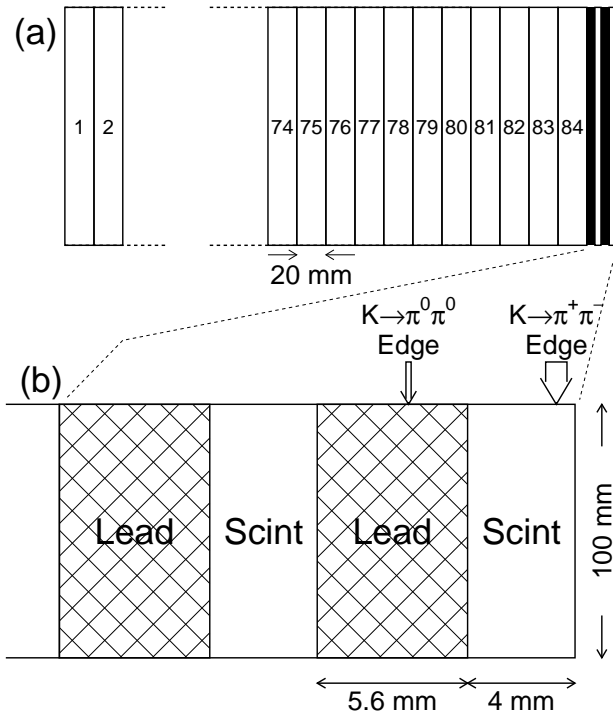 (a)
1 2 74 75 76 77 78 79 80 81 82 83 84
20 mm
K→π⁰π⁰ K→π⁺π⁻
Edge Edge
(b)
Lead Scint Lead Scint
100 mm
5.6 mm 4 mm